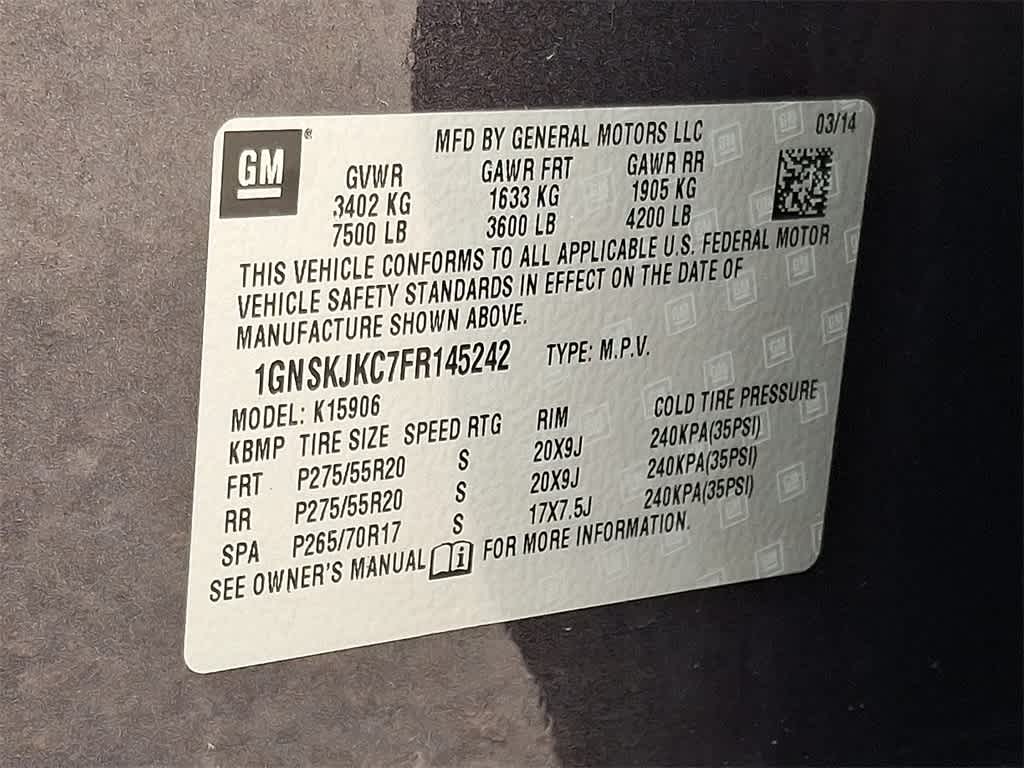 GM ® MFD BY GENERAL MOTORS LLC 03/14
GVWR GAWR FRT GAWR RR
3402 KG 1633 KG 1905 KG
7500 LB 3600 LB 4200 LB
THIS VEHICLE CONFORMS TO ALL APPLICABLE U.S. FEDERAL MOTOR
VEHICLE SAFETY STANDARDS IN EFFECT ON THE DATE OF
MANUFACTURE SHOWN ABOVE.
1GNSKJKC7FR145242 TYPE: M.P.V.
MODEL: K15906
KBMP TIRE SIZE SPEED RTG RIM COLD TIRE PRESSURE
FRT P275/55R20 S 20X9J 240KPA(35PSI)
RR P275/55R20 S 20X9J 240KPA(35PSI)
SPA P265/70R17 S 17X7.5J 240KPA(35PSI)
SEE OWNER'S MANUAL i FOR MORE INFORMATION.